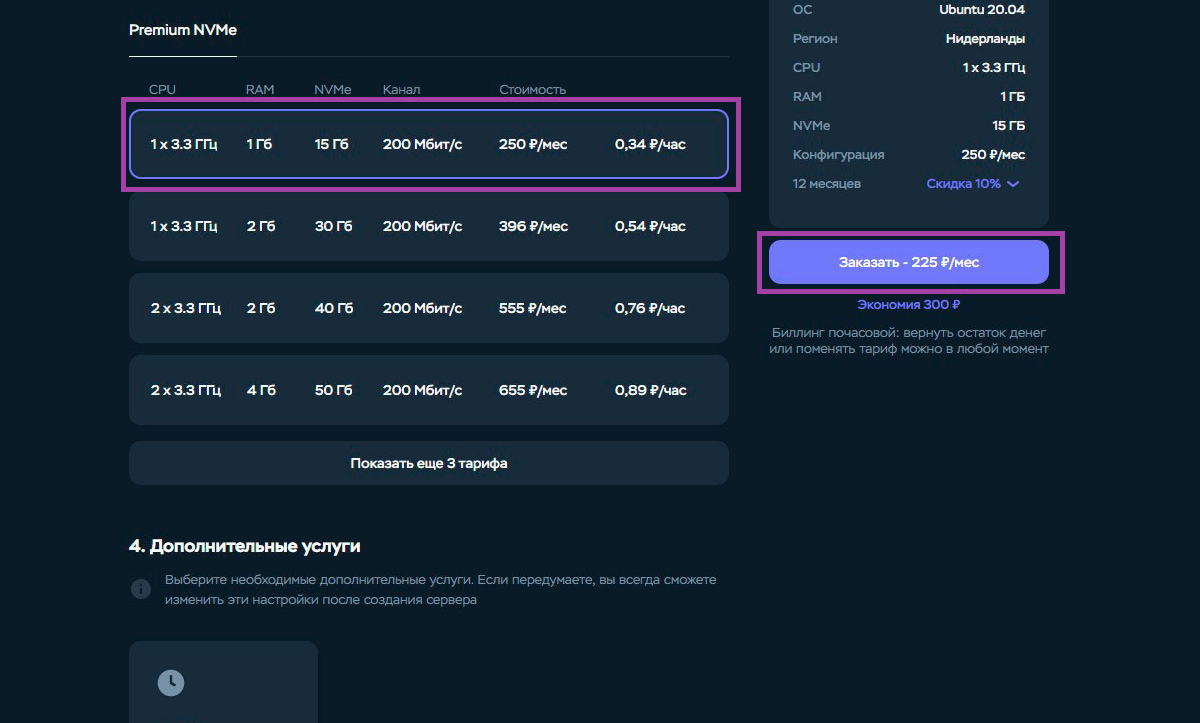 Premium NVMe
CPU RAM NVMe Канал Стоимость
1 x 3.3 ГГц 1 Гб 15 Гб 200 Мбит/с 250 ₽/мес 0,34 ₽/час
1 x 3.3 ГГц 2 Гб 30 Гб 200 Мбит/с 396 ₽/мес 0,54 ₽/час
2 x 3.3 ГГц 2 Гб 40 Гб 200 Мбит/с 555 ₽/мес 0,76 ₽/час
2 x 3.3 ГГц 4 Гб 50 Гб 200 Мбит/с 655 ₽/мес 0,89 ₽/час
Показать еще 3 тарифа
4. Дополнительные услуги
Выберите необходимые дополнительные услуги. Если передумаете, вы всегда сможете
изменить эти настройки после создания сервера
ОС Ubuntu 20.04
Регион Нидерланды
CPU 1 x 3.3 ГГц
RAM 1 ГБ
NVMe 15 ГБ
Конфигурация 250 ₽/мес
12 месяцев Скидка 10%
Заказать - 225 ₽/мес
Экономия 300 ₽
Биллинг почасовой: вернуть остаток денег
или поменять тариф можно в любой момент